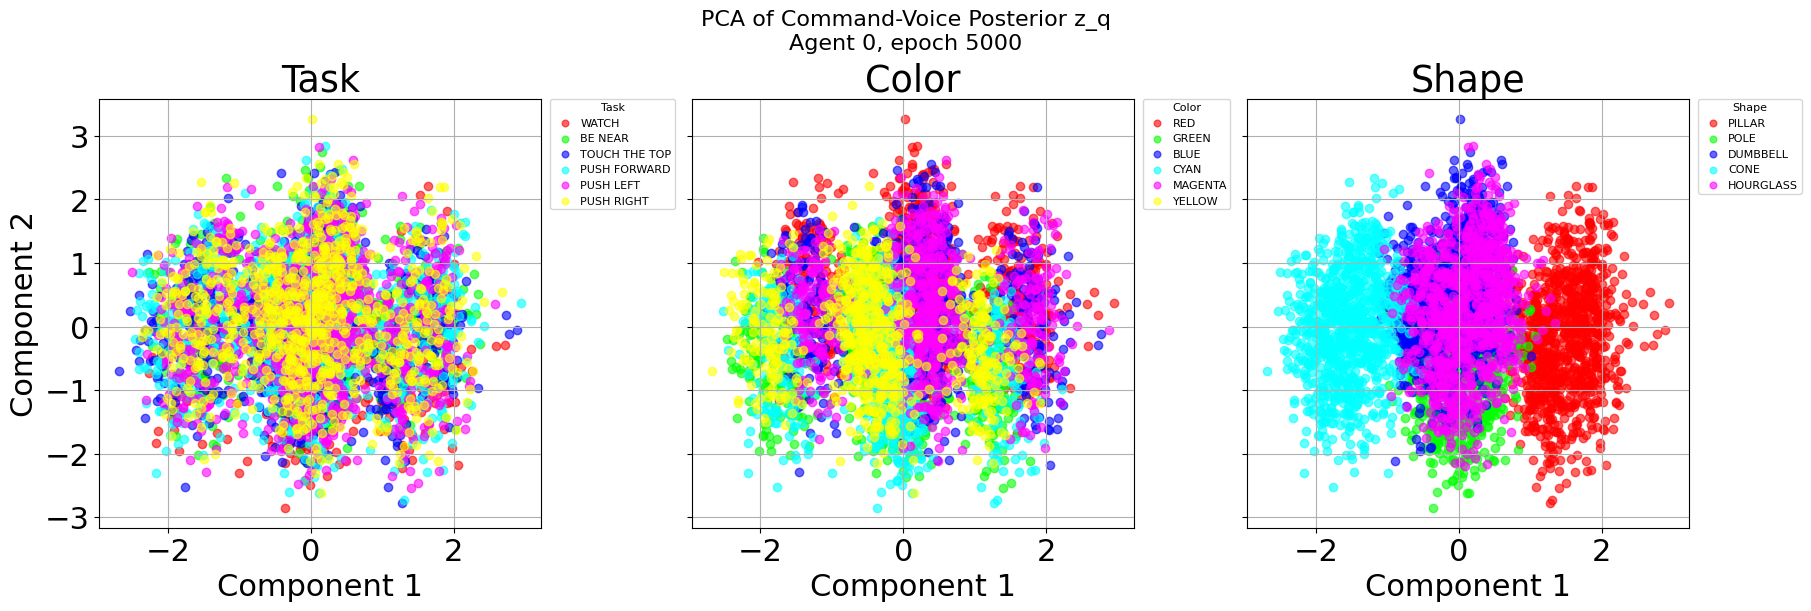 PCA of Command-Voice Posterior z_q
Agent 0, epoch 5000
Task
Component 2
3
2
1
0
−1
−2
−3
−2
0
2
Component 1
Task
WATCH
BE NEAR
TOUCH THE TOP
PUSH FORWARD
PUSH LEFT
PUSH RIGHT
Color
−2
0
2
Component 1
Color
RED
GREEN
BLUE
CYAN
MAGENTA
YELLOW
Shape
−2
0
2
Component 1
Shape
PILLAR
POLE
DUMBBELL
CONE
HOURGLASS